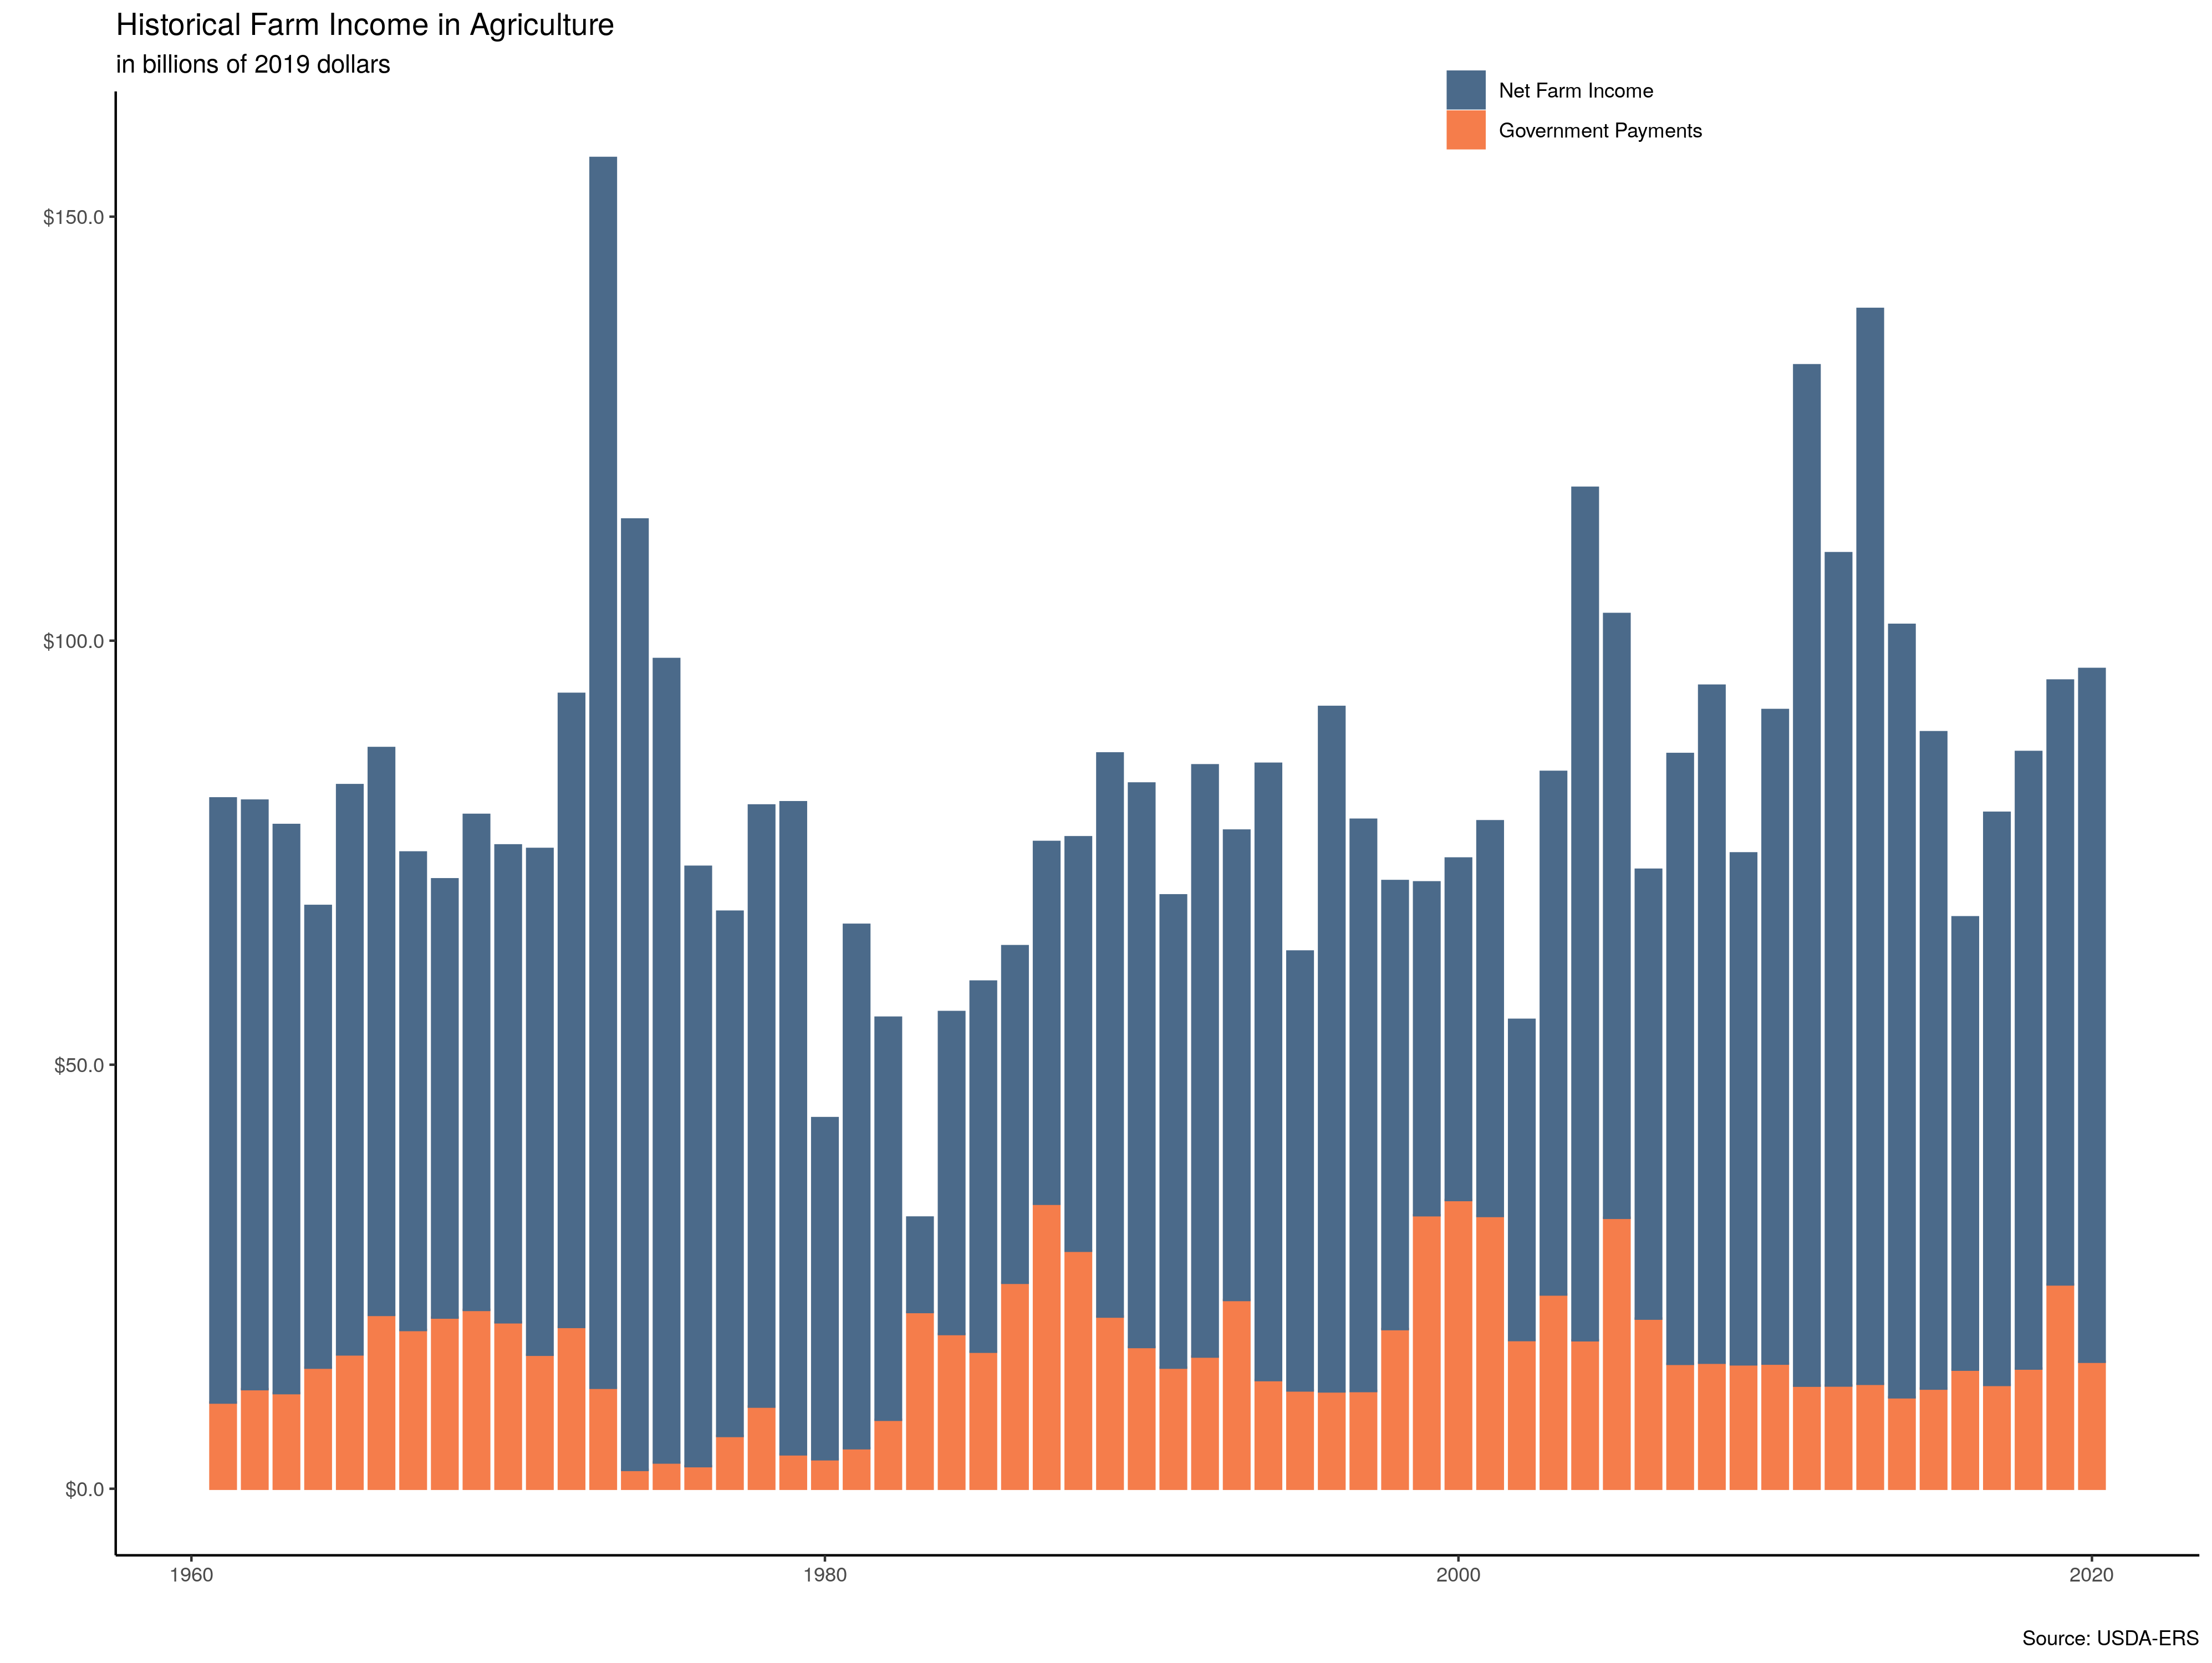 Historical Farm Income in Agriculture
in billions of 2019 dollars
Net Farm Income
Government Payments
$150.0
$100.0
$50.0
$0.0
1960 1980 2000 2020
Source: USDA-ERS